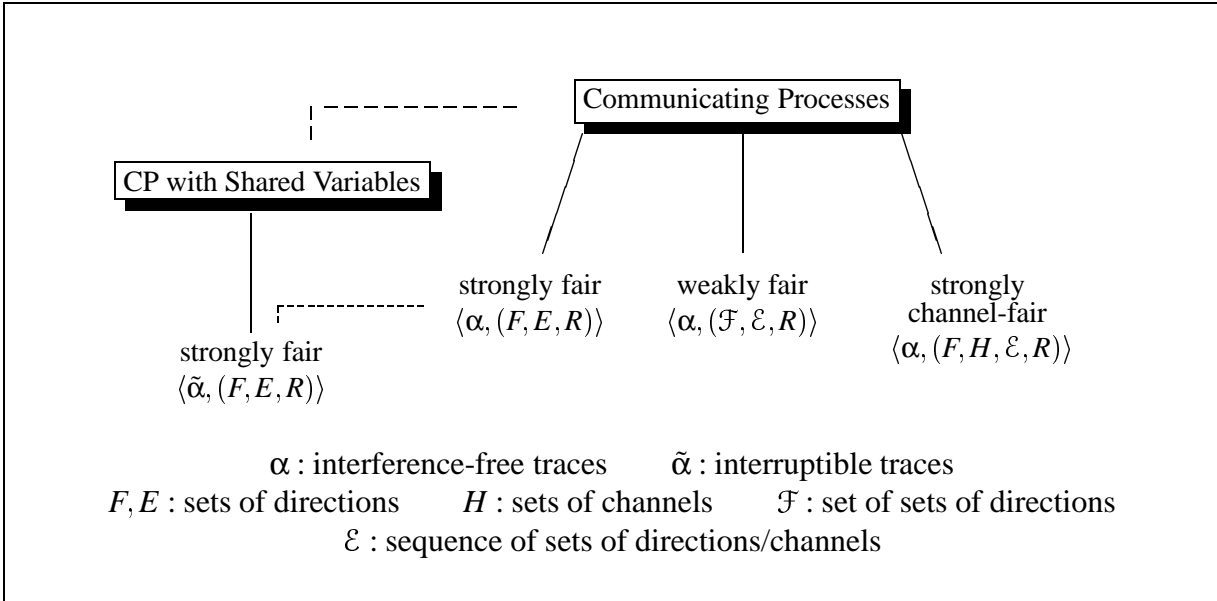 Communicating Processes
CP with Shared Variables
strongly fair
⟨α, (F, E, R)⟩
weakly fair
⟨α, (ℱ, ℰ, R)⟩
strongly
channel-fair
⟨α, (F, H, ℰ, R)⟩
strongly fair
⟨α̃, (F, E, R)⟩
α : interference-free traces α̃ : interruptible traces
F, E : sets of directions H : sets of channels ℱ : set of sets of directions
ℰ : sequence of sets of directions/channels